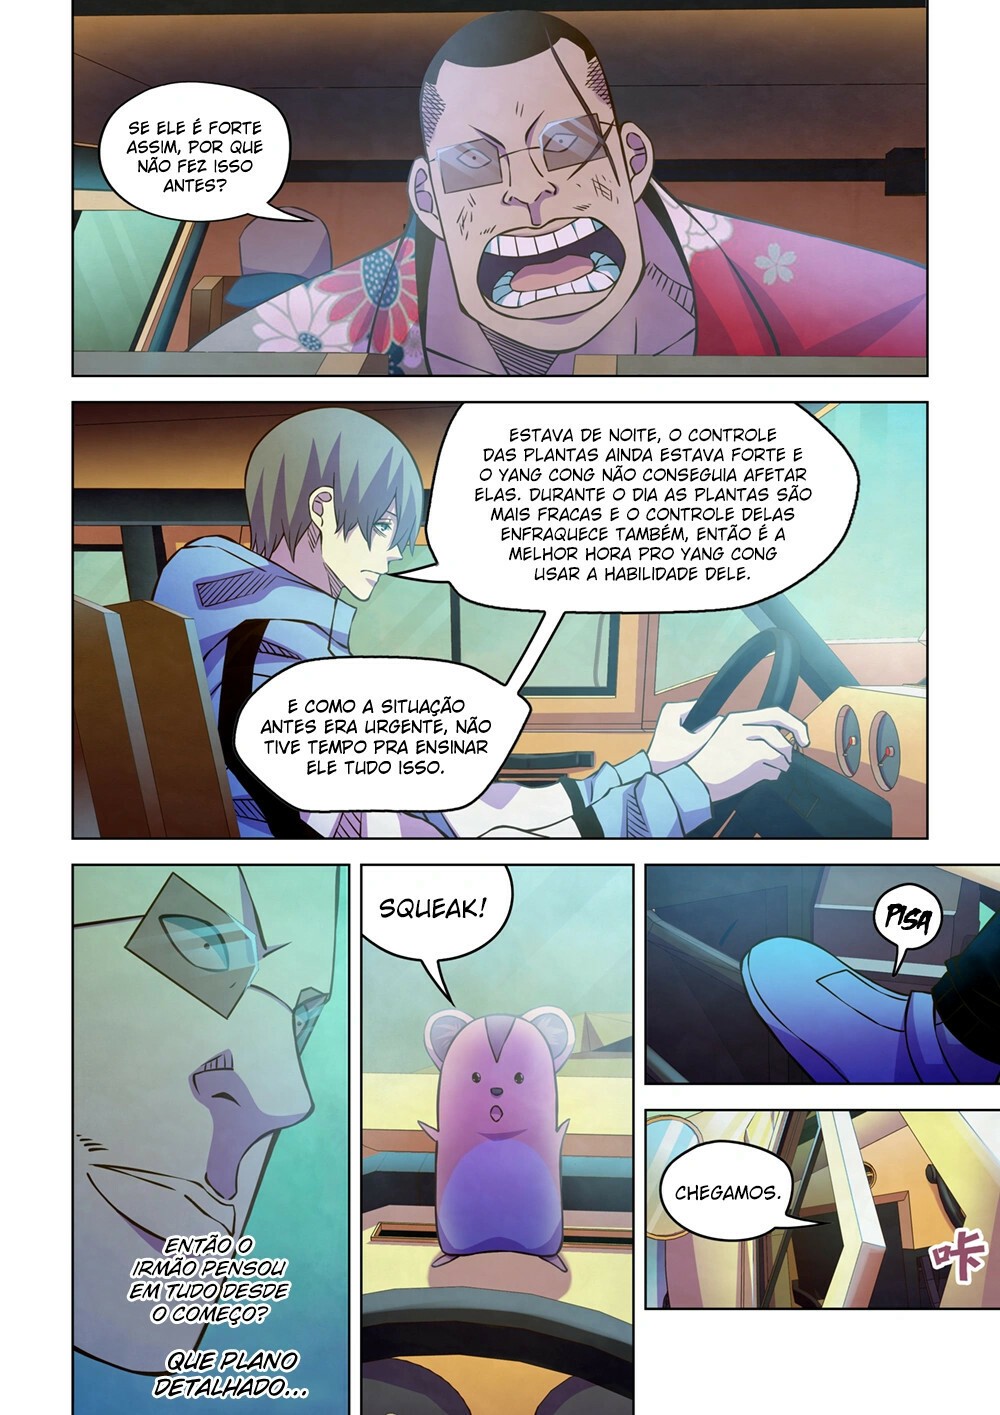 SE ELE É FORTE
ASSIM, POR QUE
NÃO FEZ ISSO
ANTES?
ESTAVA DE NOITE, O CONTROLE
DAS PLANTAS AINDA ESTAVA FORTE E
O YANG CONG NÃO CONSEGUIA AFETAR
ELAS. DURANTE O DIA AS PLANTAS SÃO
MAIS FRACAS E O CONTROLE DELAS
ENFRAQUECE TAMBÉM, ENTÃO É A
MELHOR HORA PRO YANG CONG
USAR A HABILIDADE DELE.
E COMO A SITUAÇÃO
ANTES ERA URGENTE, NÃO
TIVE TEMPO PRA ENSINAR
ELE TUDO ISSO.
ENTÃO O
IRMÃO PENSOU
EM TUDO DESDE
O COMEÇO?
QUE PLANO
DETALHADO...
SQUEAK!
PISA
CHEGAMOS.
咔